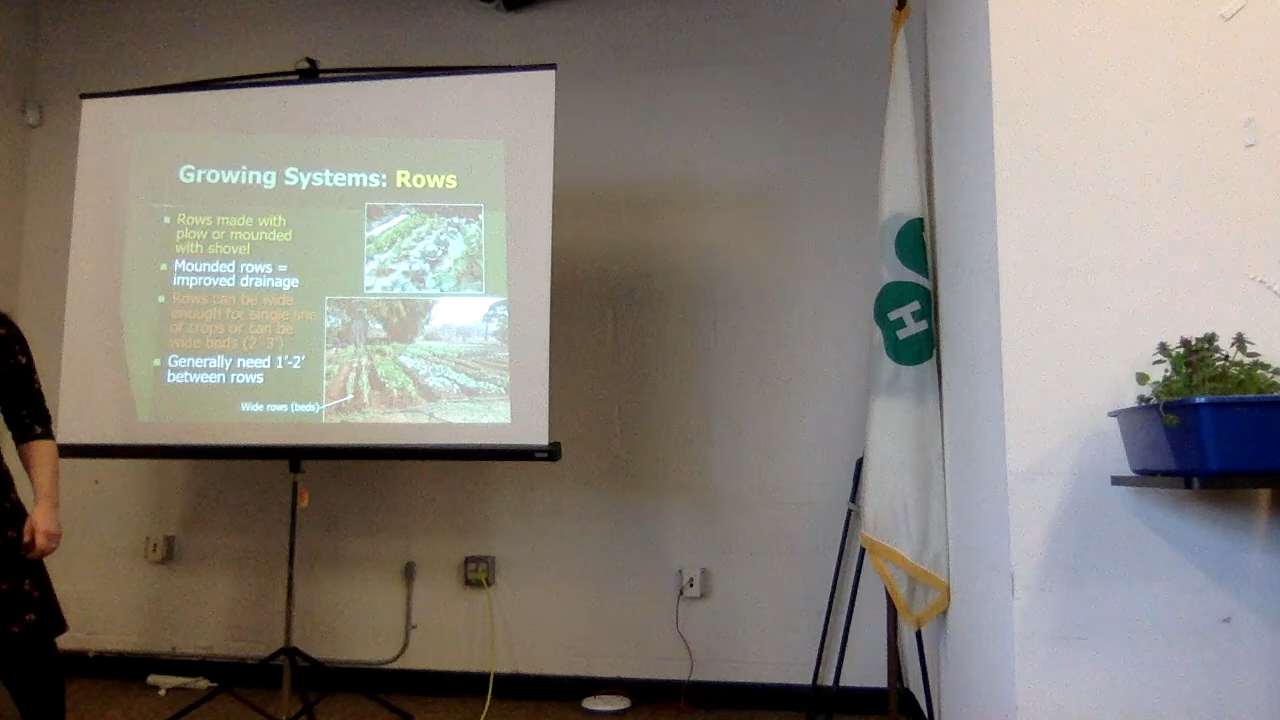 Growing Systems: Rows
Rows made with
plow or mounded
with shovel
Mounded rows =
improved drainage
Rows can be wide
enough for single line
of crops or can be
wide beds (2'-3')
Generally need 1'-2'
between rows
Wide rows (beds)
H